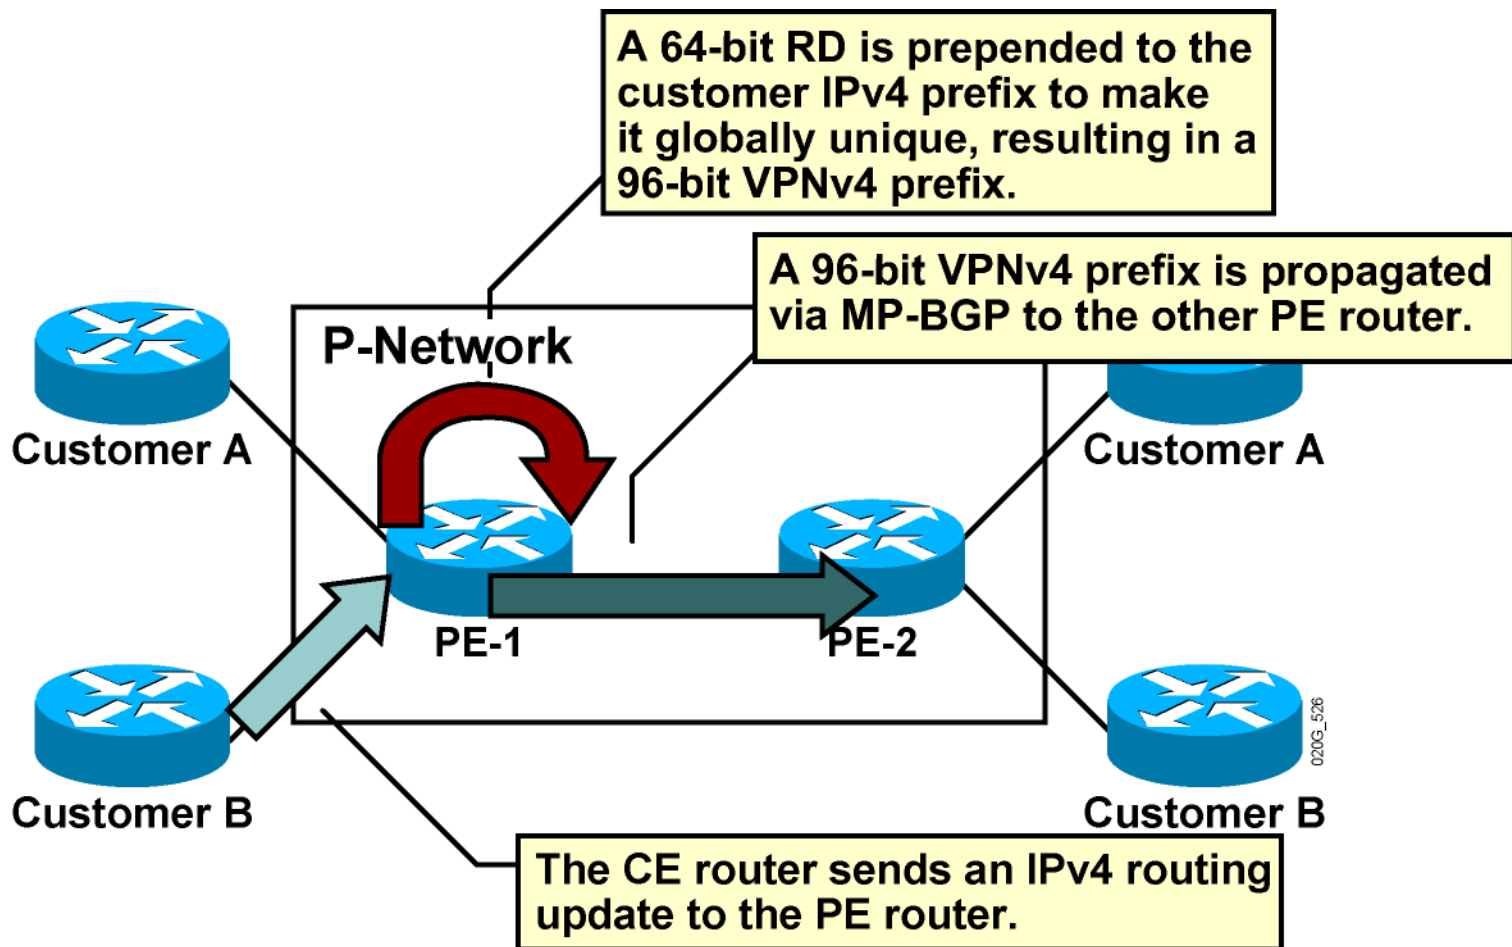 A 64-bit RD is prepended to the
customer IPv4 prefix to make
it globally unique, resulting in a
96-bit VPNv4 prefix.
A 96-bit VPNv4 prefix is propagated
via MP-BGP to the other PE router.
P-Network
Customer A
Customer A
PE-1
PE-2
020G_526
Customer B
Customer B
The CE router sends an IPv4 routing
update to the PE router.